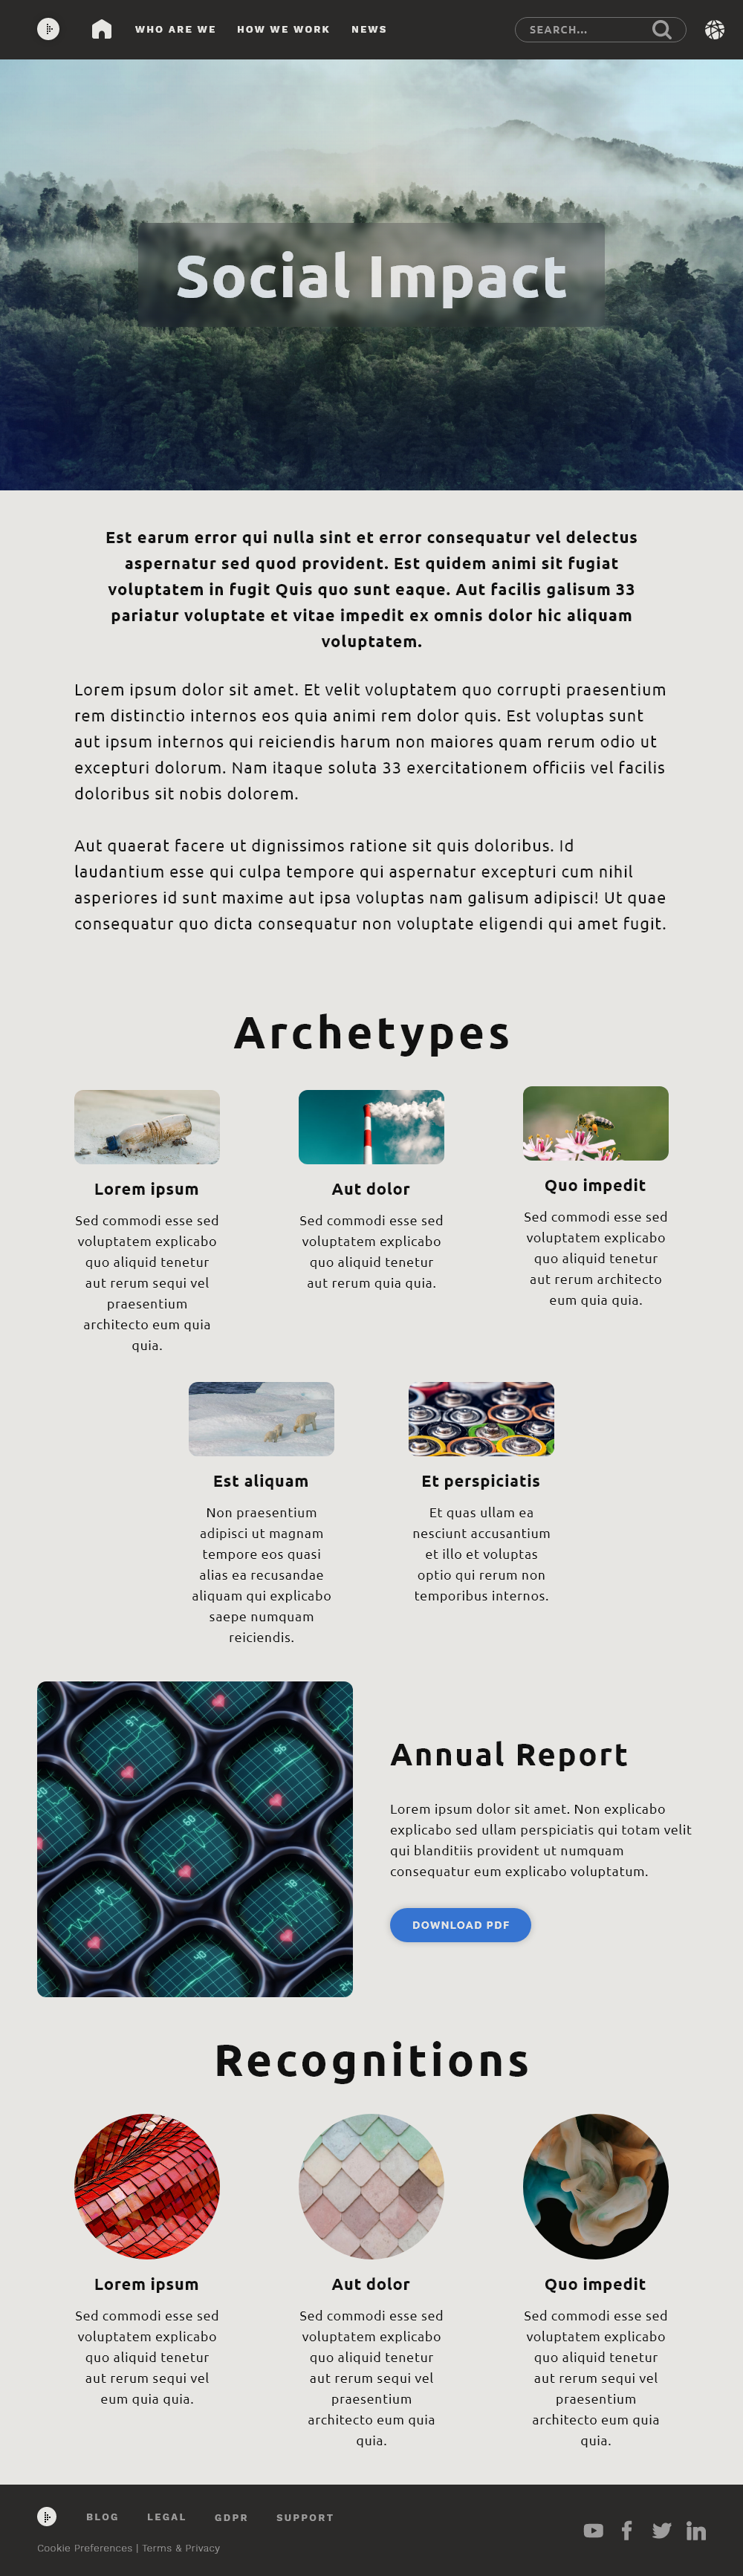 WHO ARE WE HOW WE WORK NEWS SEARCH...
Social Impact
Est earum error qui nulla sint et error consequatur vel delectus
aspernatur sed quod provident. Est quidem animi sit fugiat
voluptatem in fugit Quis quo sunt eaque. Aut facilis galisum 33
pariatur voluptate et vitae impedit ex omnis dolor hic aliquam
voluptatem.
Lorem ipsum dolor sit amet. Et velit voluptatem quo corrupti praesentium
rem distinctio internos eos quia animi rem dolor quis. Est voluptas sunt
aut ipsum internos qui reiciendis harum non maiores quam rerum odio ut
excepturi dolorum. Nam itaque soluta 33 exercitationem officiis vel facilis
doloribus sit nobis dolorem.
Aut quaerat facere ut dignissimos ratione sit quis doloribus. Id
laudantium esse qui culpa tempore qui aspernatur excepturi cum nihil
asperiores id sunt maxime aut ipsa voluptas nam galisum adipisci! Ut quae
consequatur quo dicta consequatur non voluptate eligendi qui amet fugit.
Archetypes
Lorem ipsum
Sed commodi esse sed
voluptatem explicabo
quo aliquid tenetur
aut rerum sequi vel
praesentium
architecto eum quia
quia.
Aut dolor
Sed commodi esse sed
voluptatem explicabo
quo aliquid tenetur
aut rerum quia quia.
Quo impedit
Sed commodi esse sed
voluptatem explicabo
quo aliquid tenetur
aut rerum architecto
eum quia quia.
Est aliquam
Non praesentium
adipisci ut magnam
tempore eos quasi
alias ea recusandae
aliquam qui explicabo
saepe numquam
reiciendis.
Et perspiciatis
Et quas ullam ea
nesciunt accusantium
et illo et voluptas
optio qui rerum non
temporibus internos.
Annual Report
Lorem ipsum dolor sit amet. Non explicabo
explicabo sed ullam perspiciatis qui totam velit
qui blanditiis provident ut numquam
consequatur eum explicabo voluptatum.
DOWNLOAD PDF
Recognitions
Lorem ipsum
Sed commodi esse sed
voluptatem explicabo
quo aliquid tenetur
aut rerum sequi vel
eum quia quia.
Aut dolor
Sed commodi esse sed
voluptatem explicabo
quo aliquid tenetur
aut rerum sequi vel
praesentium
architecto eum quia
quia.
Quo impedit
Sed commodi esse sed
voluptatem explicabo
quo aliquid tenetur
aut rerum sequi vel
praesentium
architecto eum quia
quia.
BLOG LEGAL GDPR SUPPORT
Cookie Preferences | Terms & Privacy